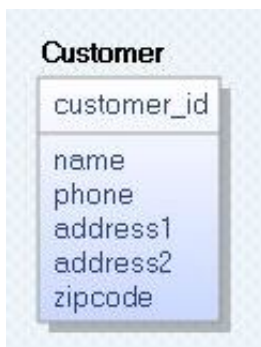 Customer
customer_id
name
phone
address1
address2
zipcode